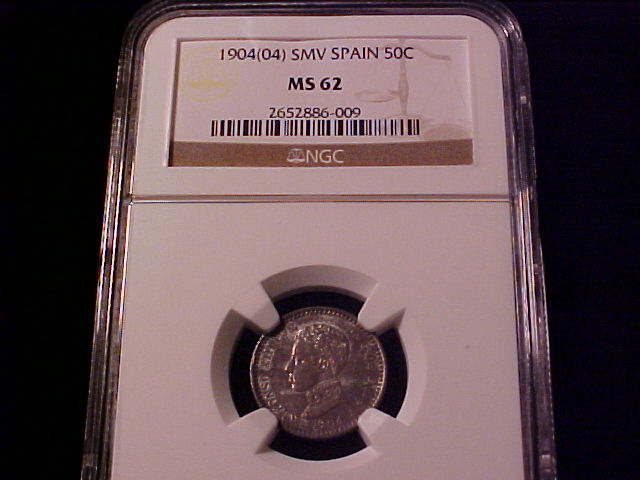 1904(04) SMV SPAIN 50C
MS 62
2652886-009
NGC